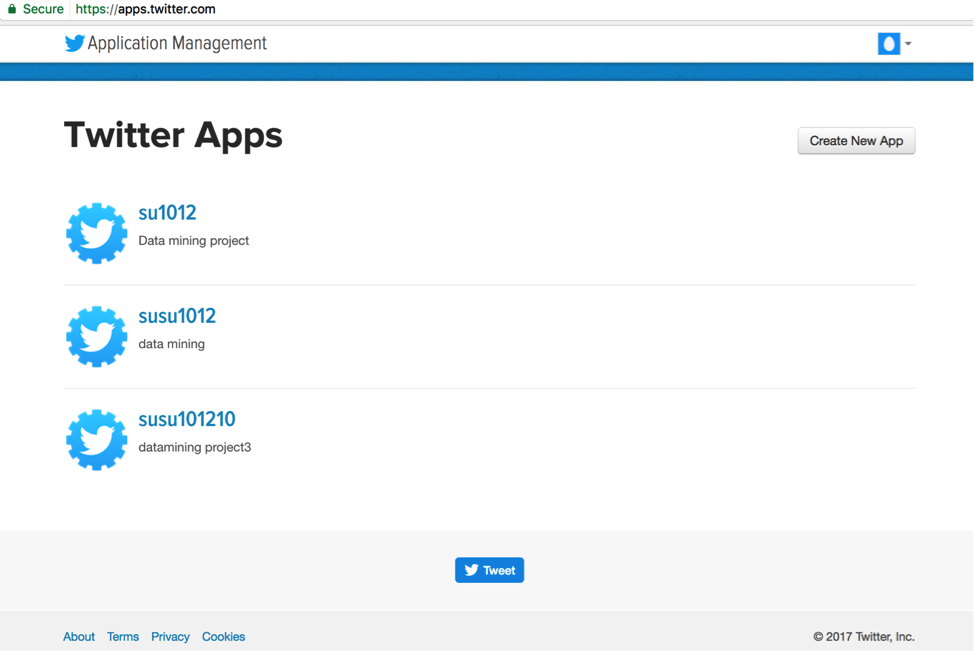 Secure https://apps.twitter.com
Application Management
Twitter Apps
Create New App
su1012
Data mining project
susu1012
data mining
susu101210
datamining project3
Tweet
About Terms Privacy Cookies
© 2017 Twitter, Inc.